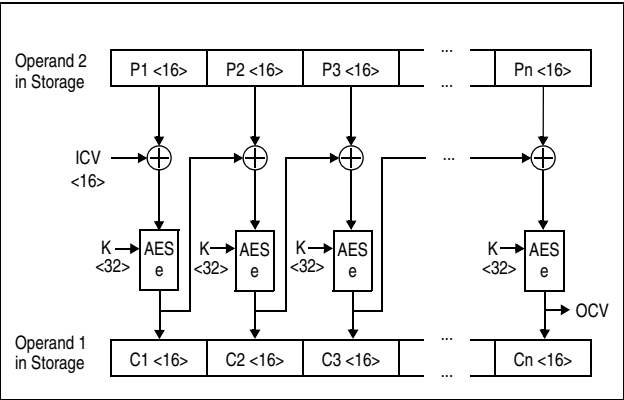 Operand 2
in Storage
P1 <16> P2 <16> P3 <16> ... Pn <16>
...
ICV
<16>
...
K
<32>
AES
e
K
<32>
AES
e
K
<32>
AES
e
K
<32>
AES
e
OCV
Operand 1
in Storage
...
C1 <16> C2 <16> C3 <16> Cn <16>
...